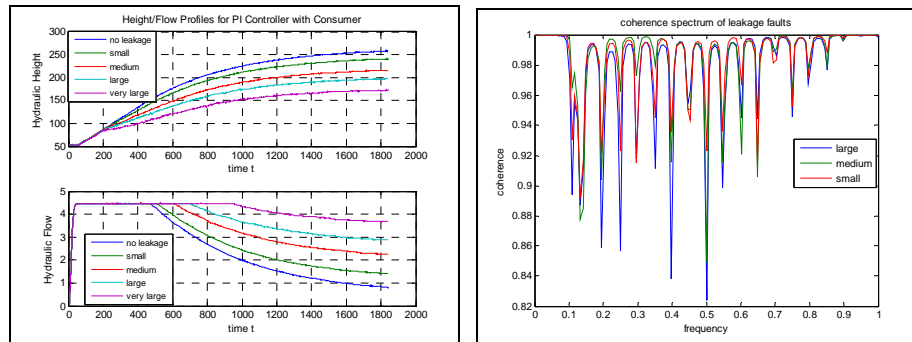 Height/Flow Profiles for PI Controller with Consumer
Hydraulic Height
300
250
200
150
100
50
no leakage
small
medium
large
very large
0 200 400 600 800 1000 1200 1400 1600 1800 2000
time t
Hydraulic Flow
5
4
3
2
1
0
no leakage
small
medium
large
very large
0 200 400 600 800 1000 1200 1400 1600 1800 2000
time t
coherence spectrum of leakage faults
coherence
1
0.98
0.96
0.94
0.92
0.9
0.88
0.86
0.84
0.82
large
medium
small
0 0.1 0.2 0.3 0.4 0.5 0.6 0.7 0.8 0.9 1
frequency